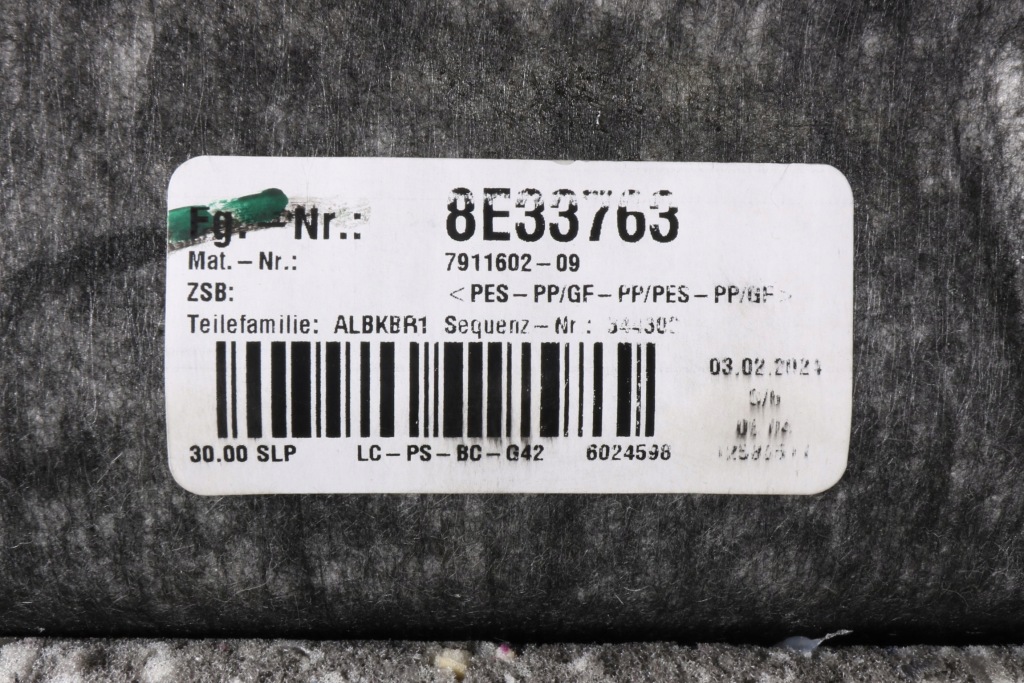 Fg. -Nr.: 8E33763
Mat.-Nr.: 7911602-09
ZSB: <PES-PP/GF-PP/PES-PP/GF>
Teilefamilie: ALBKBR1 Sequenz-Nr:
03.02.2024
30.00 SLP LC-PS-BC-G42 6024598